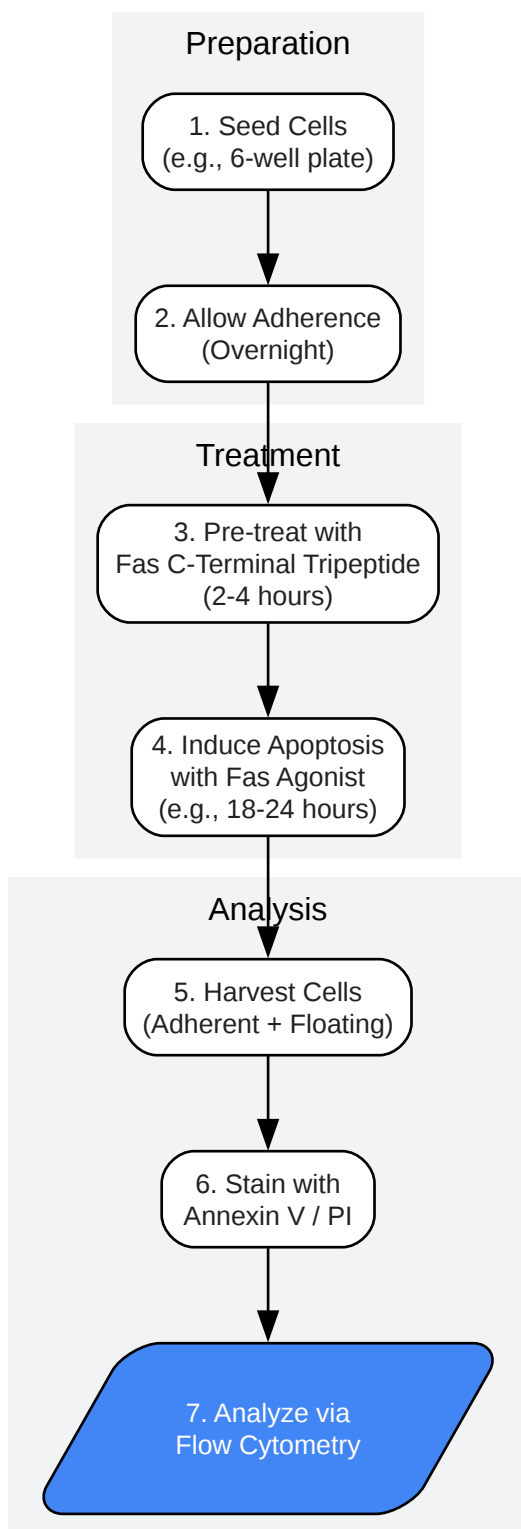 Preparation
1. Seed Cells
(e.g., 6-well plate)
2. Allow Adherence
(Overnight)
Treatment
3. Pre-treat with
Fas C-Terminal Tripeptide
(2-4 hours)
4. Induce Apoptosis
with Fas Agonist
(e.g., 18-24 hours)
Analysis
5. Harvest Cells
(Adherent + Floating)
6. Stain with
Annexin V / PI
7. Analyze via
Flow Cytometry